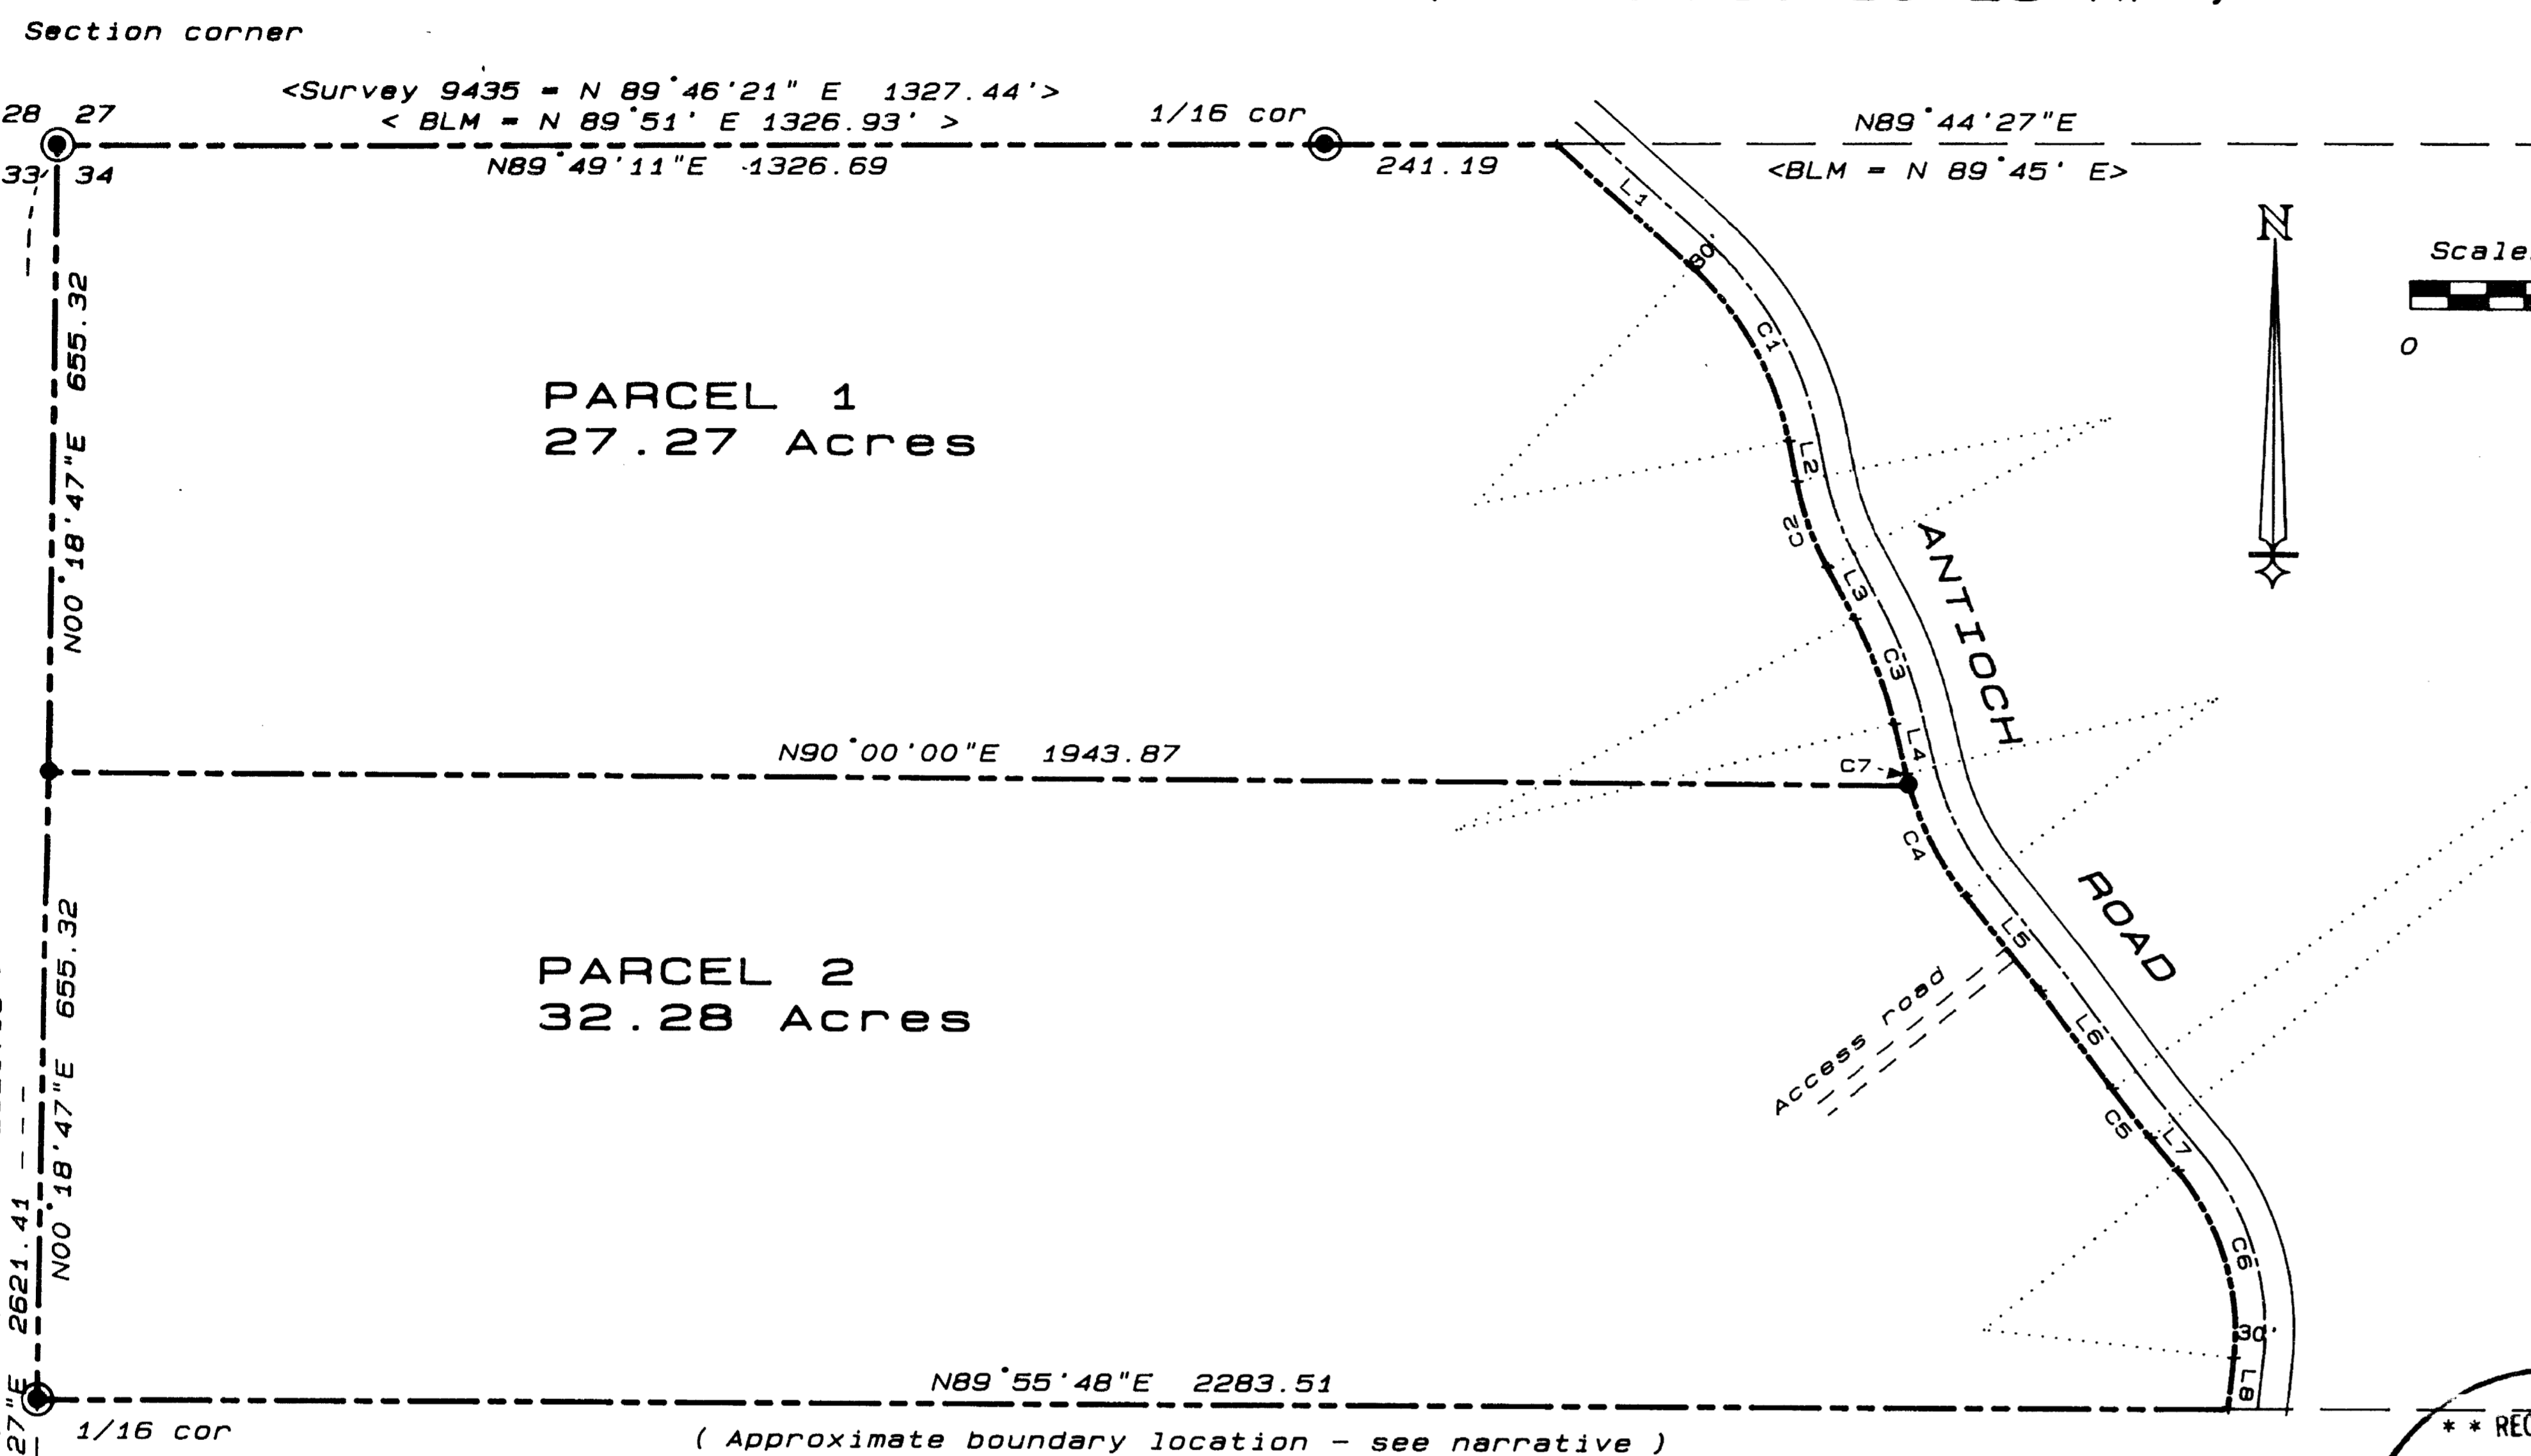 Section corner
<Survey 9435 = N 89°46'21" E 1327.44'>
28 27
< BLM = N 89°51' E 1326.93' >
1/16 cor
N89°44'27"E
33 34
N89°49'11"E 1326.69
241.19
<BLM = N 89°45' E>
L1
N
Scale
0
30'
C1
N00°18'47"E 655.32
PARCEL 1
27.27 Acres
L2
C2
L3
ANTIOCH
C3
N90°00'00"E 1943.87
L4
C7
C4
ROAD
N00°18'47"E 655.32
PARCEL 2
32.28 Acres
L5
Access road
L6
C5
L7
C6
30'
L8
27"E 2621.41
N89°55'48"E 2283.51
1/16 cor
( Approximate boundary location - see narrative )
* * REC